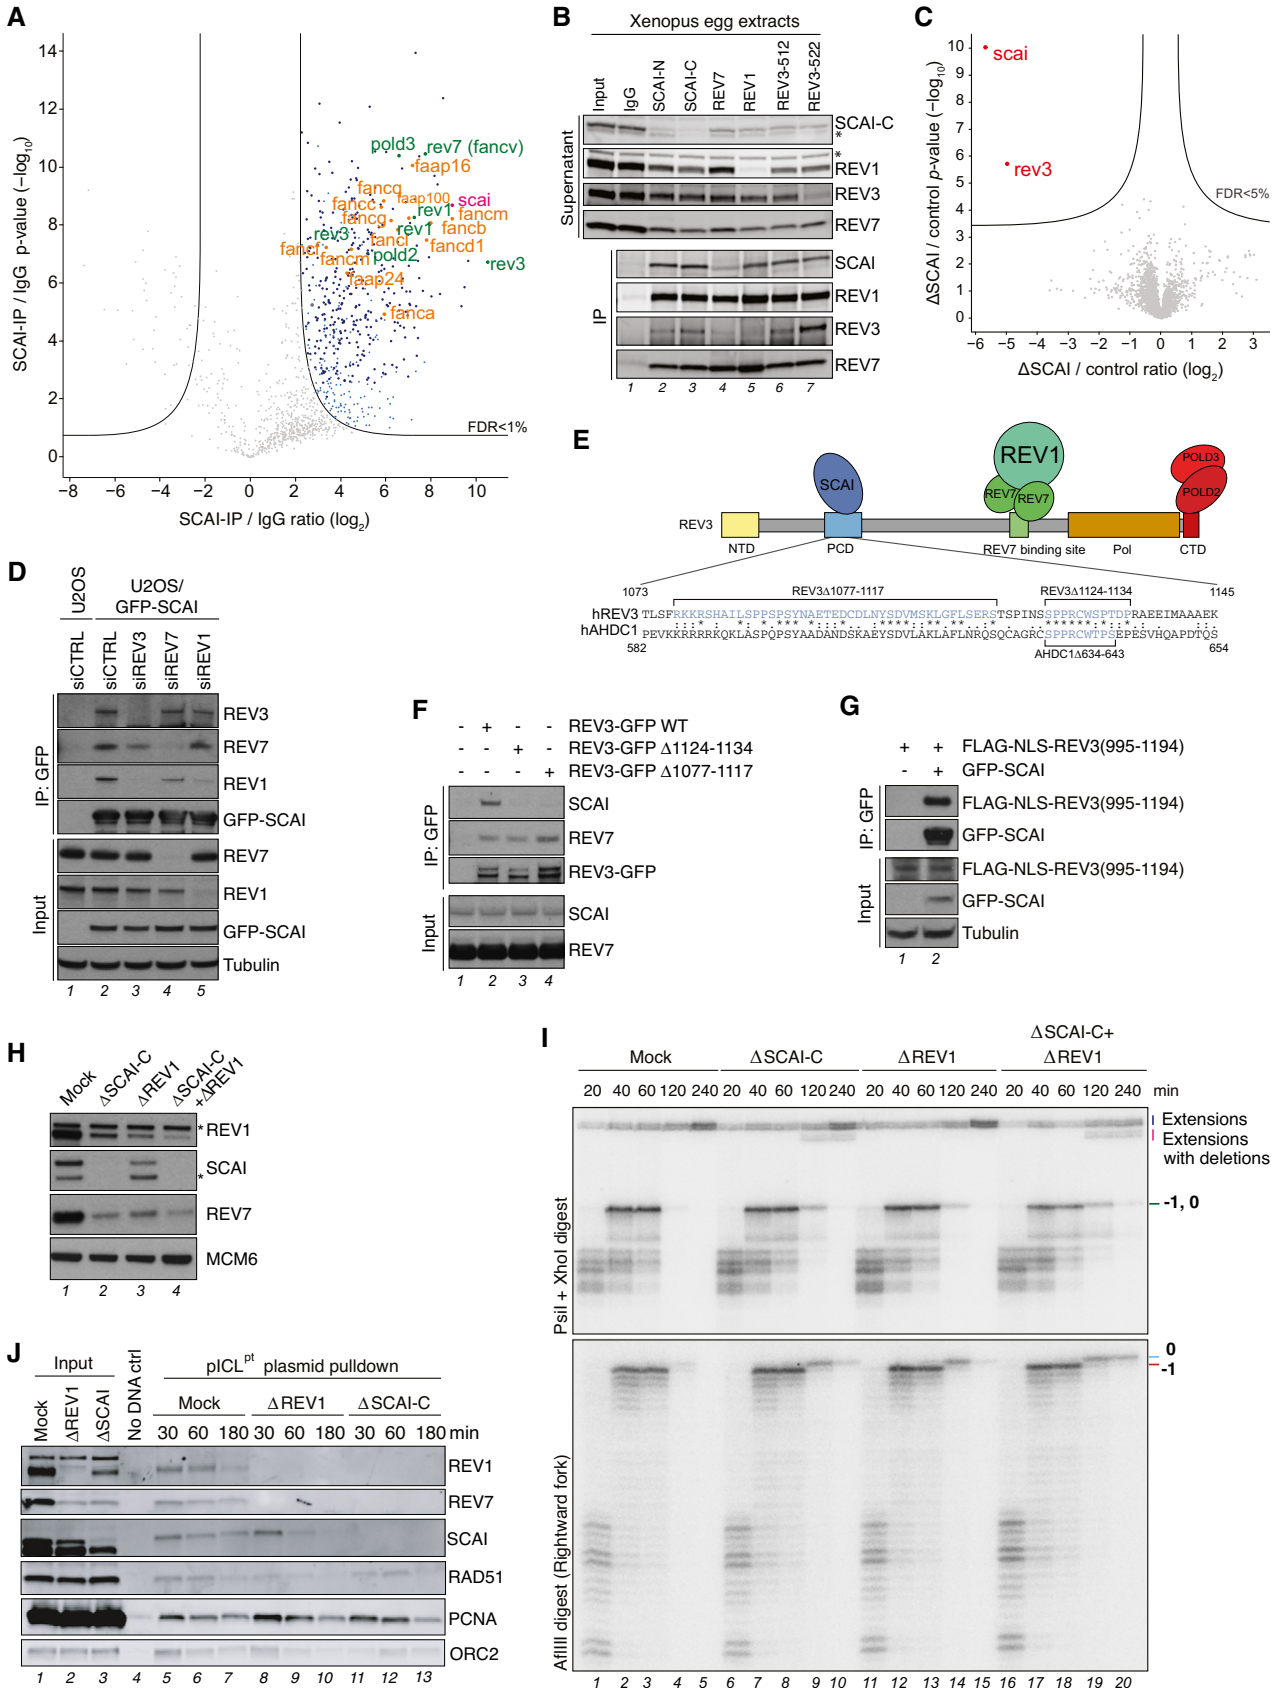 A
SCAI-IP / IgG p-value (−log10)
14
12
10
8
6
4
2
0
−8 −6 −4 −2 0 2 4 6 8 10
SCAI-IP / IgG ratio (log2)
FDR<1%
pold3
rev7 (fancv)
faap16
fancq
faap100
scai
fancc
rev1
fancm
fancg
rev1
fancb
rev3
fancl
fancd1
fancf
fancm
pold2
rev3
faap24
fanca
B
Xenopus egg extracts
Input
IgG
SCAI-N
SCAI-C
REV7
REV1
REV3-512
REV3-522
Supernatant
SCAI-C
*
*
REV1
REV3
REV7
IP
SCAI
REV1
REV3
REV7
1 2 3 4 5 6 7
C
ΔSCAI / control p-value (−log10)
10
9
8
7
6
5
4
3
2
1
0
scai
rev3
FDR<5%
−6 −5 −4 −3 −2 −1 0 1 2 3
ΔSCAI / control ratio (log2)
D
U2OS
U2OS/
GFP-SCAI
siCTRL
siCTRL
siREV3
siREV7
siREV1
IP: GFP
REV3
REV7
REV1
GFP-SCAI
Input
REV7
REV1
GFP-SCAI
Tubulin
1 2 3 4 5
E
SCAI
REV1
REV7
REV7
POLD3
POLD2
REV3
NTD
PCD
REV7 binding site
Pol
CTD
1073
REV3Δ1077-1117
REV3Δ1124-1134
1145
hREV3 TLSFRKKRSHAILSPPSPSYNAETEDCDLNYSDVMSKLGFLSERSTSPINSSPPRCWSPTDPRAEEIMAAAEK
hAHDC1 PEVKKRRRRKQKLASPQPSYAADANDSKAEYSDVLAKLAFLNRQSQCAGRCSPPRCWTPSEPESVHQAPDTQS
582
AHDC1Δ634-643
654
F
- + - - REV3-GFP WT
- - + - REV3-GFP Δ1124-1134
- - - + REV3-GFP Δ1077-1117
IP: GFP
SCAI
REV7
REV3-GFP
Input
SCAI
REV7
1 2 3 4
G
+ + FLAG-NLS-REV3(995-1194)
- + GFP-SCAI
IP: GFP
FLAG-NLS-REV3(995-1194)
GFP-SCAI
Input
FLAG-NLS-REV3(995-1194)
GFP-SCAI
Tubulin
1 2
H
Mock
ΔSCAI-C
ΔREV1
ΔSCAI-C
+ΔREV1
*REV1
SCAI
*
REV7
MCM6
1 2 3 4
I
Mock
ΔSCAI-C
ΔREV1
ΔSCAI-C+
ΔREV1
20 40 60 120 240 20 40 60 120 240 20 40 60 120 240 20 40 60 120 240 min
PsiI + XhoI digest
Extensions
Extensions
with deletions
-1, 0
AflIII digest (Rightward fork)
0
-1
1 2 3 4 5 6 7 8 9 10 11 12 13 14 15 16 17 18 19 20
J
Input
No DNA ctrl
pICLpt plasmid pulldown
Mock
ΔREV1
ΔSCAI
Mock
ΔREV1
ΔSCAI-C
30 60 180 30 60 180 30 60 180 min
REV1
REV7
SCAI
RAD51
PCNA
ORC2
1 2 3 4 5 6 7 8 9 10 11 12 13